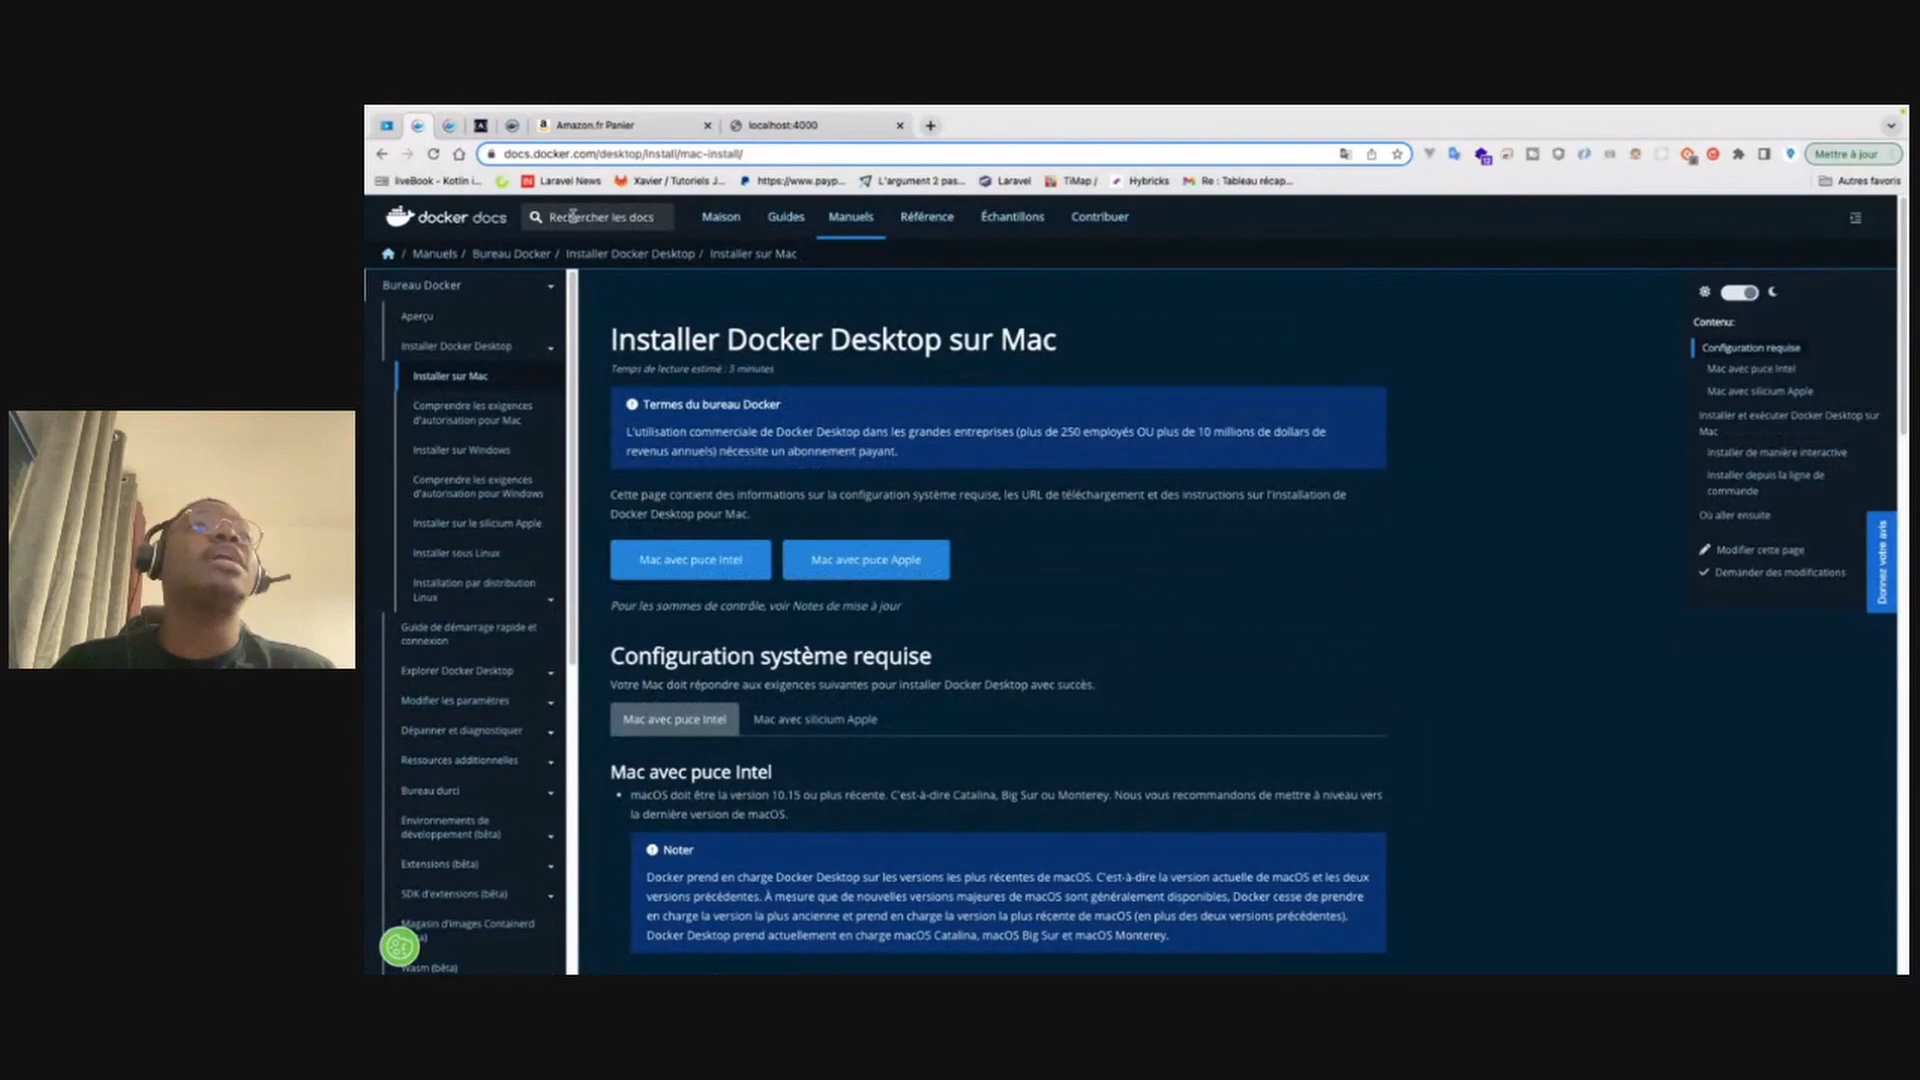 Amazon.fr Panier
localhost:4000
docs.docker.com/desktop/install/mac-install/
Mettre à jour
liveBook - Kotlin i...
Laravel News
Xavier / Tutoriels J...
https://www.payp...
L'argument 2 pas...
Laravel
TiMap /
Hybricks
Re : Tableau récap...
Autres favoris
docker docs
Rechercher les docs
Maison
Guides
Manuels
Référence
Échantillons
Contribuer
/ Manuels / Bureau Docker / Installer Docker Desktop / Installer sur Mac
Bureau Docker
Aperçu
Installer Docker Desktop
Installer sur Mac
Comprendre les exigences
d'autorisation pour Mac
Installer sur Windows
Comprendre les exigences
d'autorisation pour Windows
Installer sur le silicium Apple
Installer sous Linux
Installation par distribution
Linux
Guide de démarrage rapide et
connexion
Explorer Docker Desktop
Modifier les paramètres
Dépanner et diagnostiquer
Ressources additionnelles
Bureau durci
Environnements de
développement (bêta)
Extensions (bêta)
SDK d'extensions (bêta)
Magasin d'Images Containerd
Wasm (bêta)
Installer Docker Desktop sur Mac
Temps de lecture estimé : 5 minutes
Termes du bureau Docker
L'utilisation commerciale de Docker Desktop dans les grandes entreprises (plus de 250 employés OU plus de 10 millions de dollars de
revenus annuels) nécessite un abonnement payant.
Cette page contient des informations sur la configuration système requise, les URL de téléchargement et des instructions sur l'installation de
Docker Desktop pour Mac.
Mac avec puce Intel
Mac avec puce Apple
Pour les sommes de contrôle, voir Notes de mise à jour
Configuration système requise
Votre Mac doit répondre aux exigences suivantes pour installer Docker Desktop avec succès.
Mac avec puce Intel
Mac avec silicium Apple
Mac avec puce Intel
macOS doit être la version 10.15 ou plus récente. C'est-à-dire Catalina, Big Sur ou Monterey. Nous vous recommandons de mettre à niveau vers
la dernière version de macOS.
Noter
Docker prend en charge Docker Desktop sur les versions les plus récentes de macOS. C'est-à-dire la version actuelle de macOS et les deux
versions précédentes. À mesure que de nouvelles versions majeures de macOS sont généralement disponibles, Docker cesse de prendre
en charge la version la plus ancienne et prend en charge la version la plus récente de macOS (en plus des deux versions précédentes).
Docker Desktop prend actuellement en charge macOS Catalina, macOS Big Sur et macOS Monterey.
Contenu:
Configuration requise
Mac avec puce Intel
Mac avec silicium Apple
Installer et exécuter Docker Desktop sur
Mac
Installer de manière interactive
Installer depuis la ligne de
commande
Où aller ensuite
Modifier cette page
Demander des modifications
Donnez votre avis